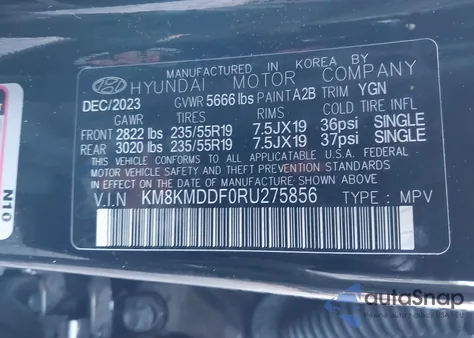 MANUFACTURED IN KOREA BY
HYUNDAI MOTOR COMPANY
DEC/2023 GVWR 5666 lbs PAINT A2B TRIM YGN
GAWR TIRES RIMS COLD TIRE INFL
FRONT 2822 lbs 235/55R19 7.5JX19 36psi SINGLE
REAR 3020 lbs 235/55R19 7.5JX19 37psi SINGLE
THIS VEHICLE CONFORMS TO ALL APPLICABLE U.S.A. FEDERAL
MOTOR VEHICLE SAFETY AND THEFT PREVENTION STANDARDS
IN EFFECT ON THE DATE OF MANUFACTURE SHOWN ABOVE.
V.I.N KM8KMDDF0RU275856 TYPE : MPV
N10
autoSnap